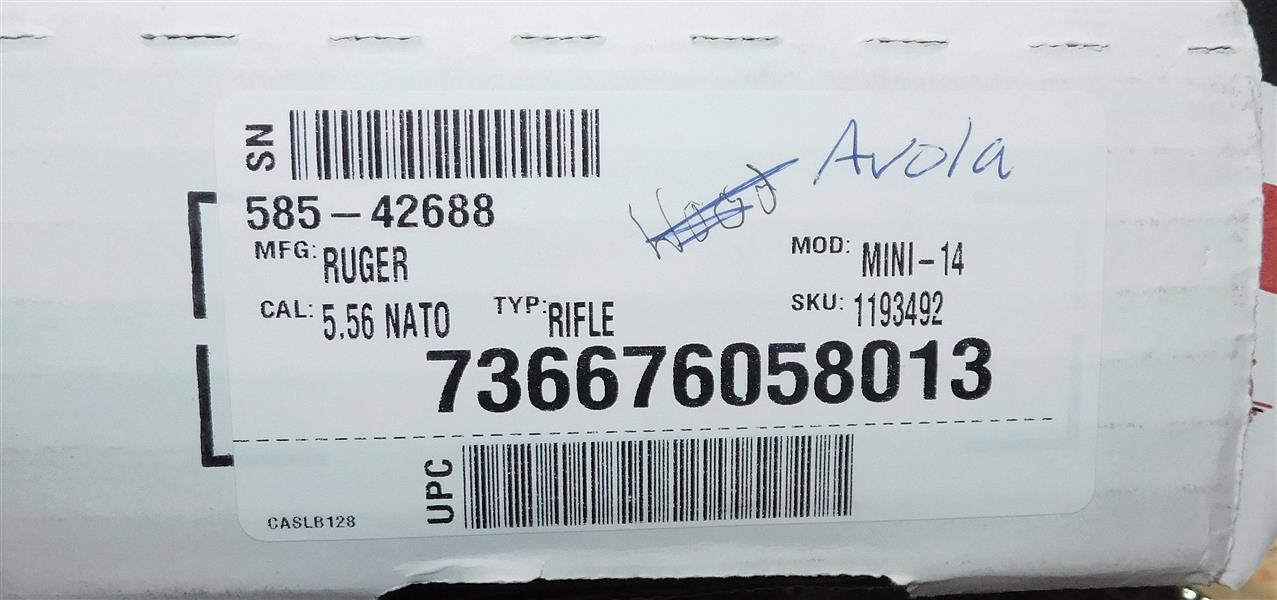 SN
585-42688
Avola
MFG: RUGER
MOD: MINI-14
CAL: 5.56 NATO TYP: RIFLE SKU: 1193492
736676058013
UPC
CASLB128